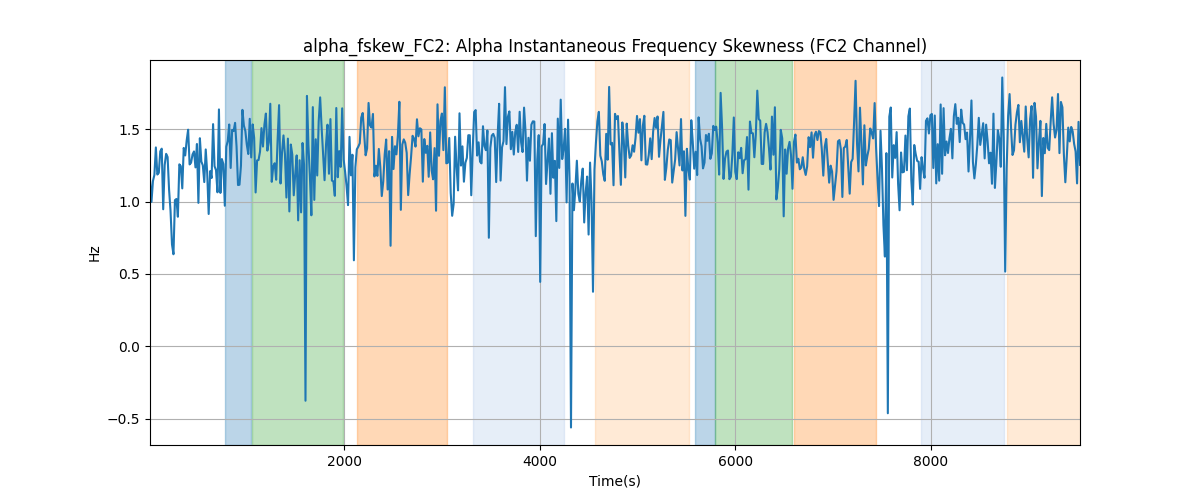 alpha_fskew_FC2: Alpha Instantaneous Frequency Skewness (FC2 Channel)
Hz
1.5
1.0
0.5
0.0
−0.5
2000 4000 6000 8000
Time(s)